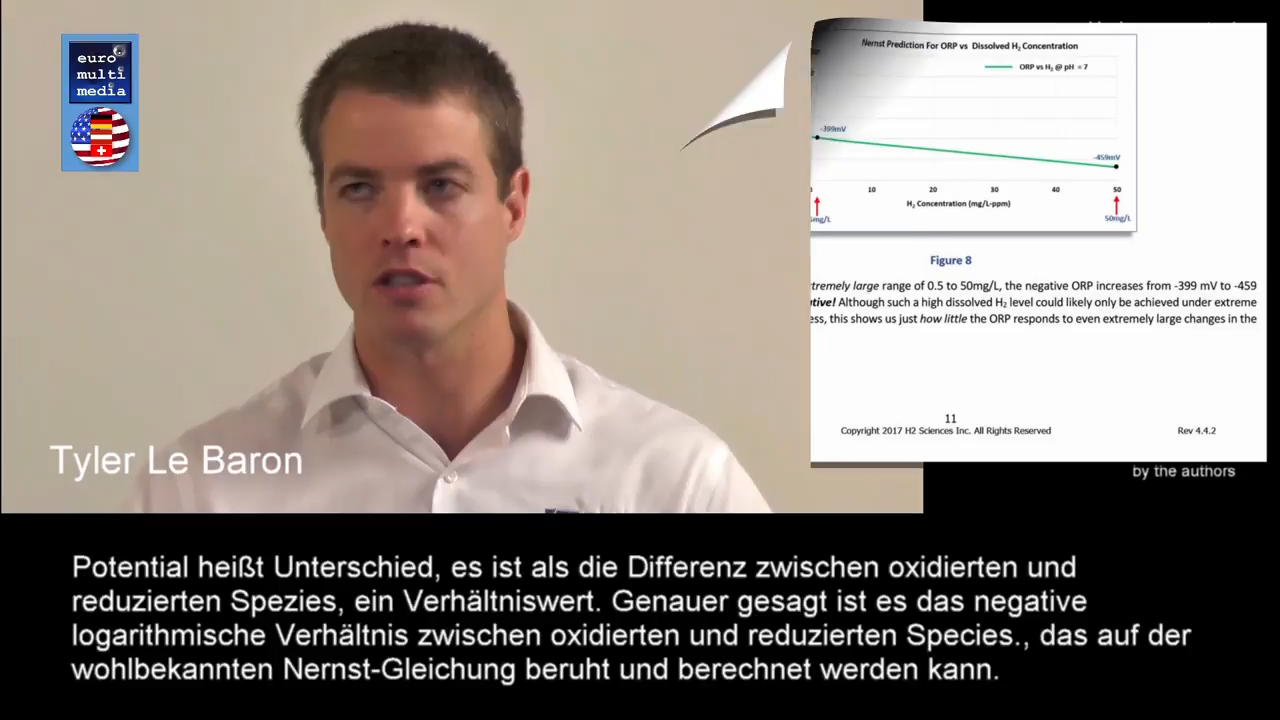 euro
multi
media
Nernst Prediction For ORP vs Dissolved H₂ Concentration
ORP vs H₂ @ pH = 7
-399mV
-459mV
10 20 30 40 50
H₂ Concentration (mg/L-ppm)
mg/L 50mg/L
Figure 8
tremely large range of 0.5 to 50mg/L, the negative ORP increases from -399 mV to -459
tive! Although such a high dissolved H₂ level could likely only be achieved under extreme
ess, this shows us just how little the ORP responds to even extremely large changes in the
11
Copyright 2017 H2 Sciences Inc. All Rights Reserved Rev 4.4.2
by the authors
Tyler Le Baron
Potential heißt Unterschied, es ist als die Differenz zwischen oxidierten und
reduzierten Spezies, ein Verhältniswert. Genauer gesagt ist es das negative
logarithmische Verhältnis zwischen oxidierten und reduzierten Species., das auf der
wohlbekannten Nernst-Gleichung beruht und berechnet werden kann.